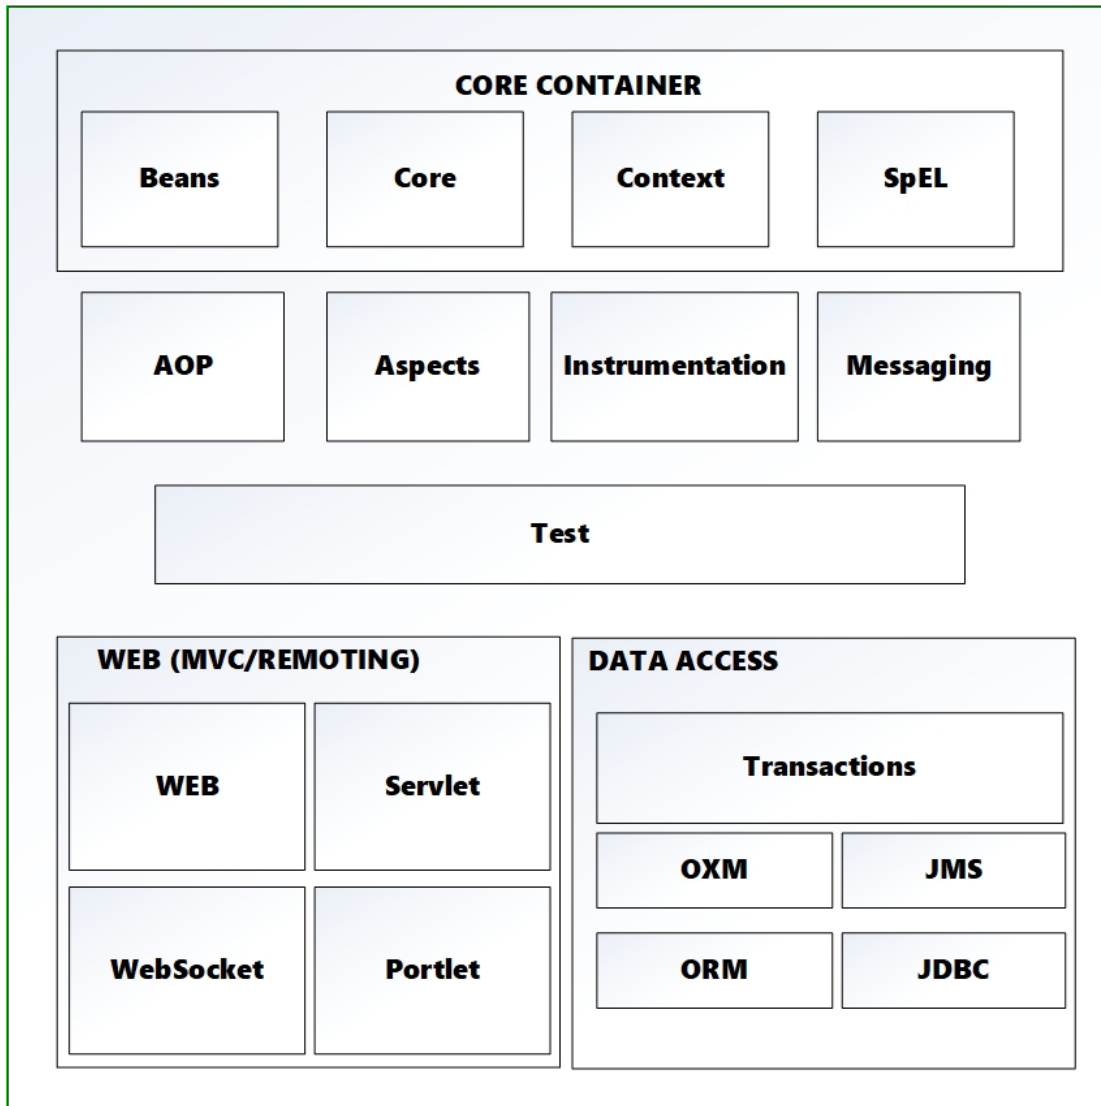 CORE CONTAINER
Beans
Core
Context
SpEL
AOP
Aspects
Instrumentation
Messaging
Test
WEB (MVC/REMOTING)
WEB
Servlet
WebSocket
Portlet
DATA ACCESS
Transactions
OXM
JMS
ORM
JDBC